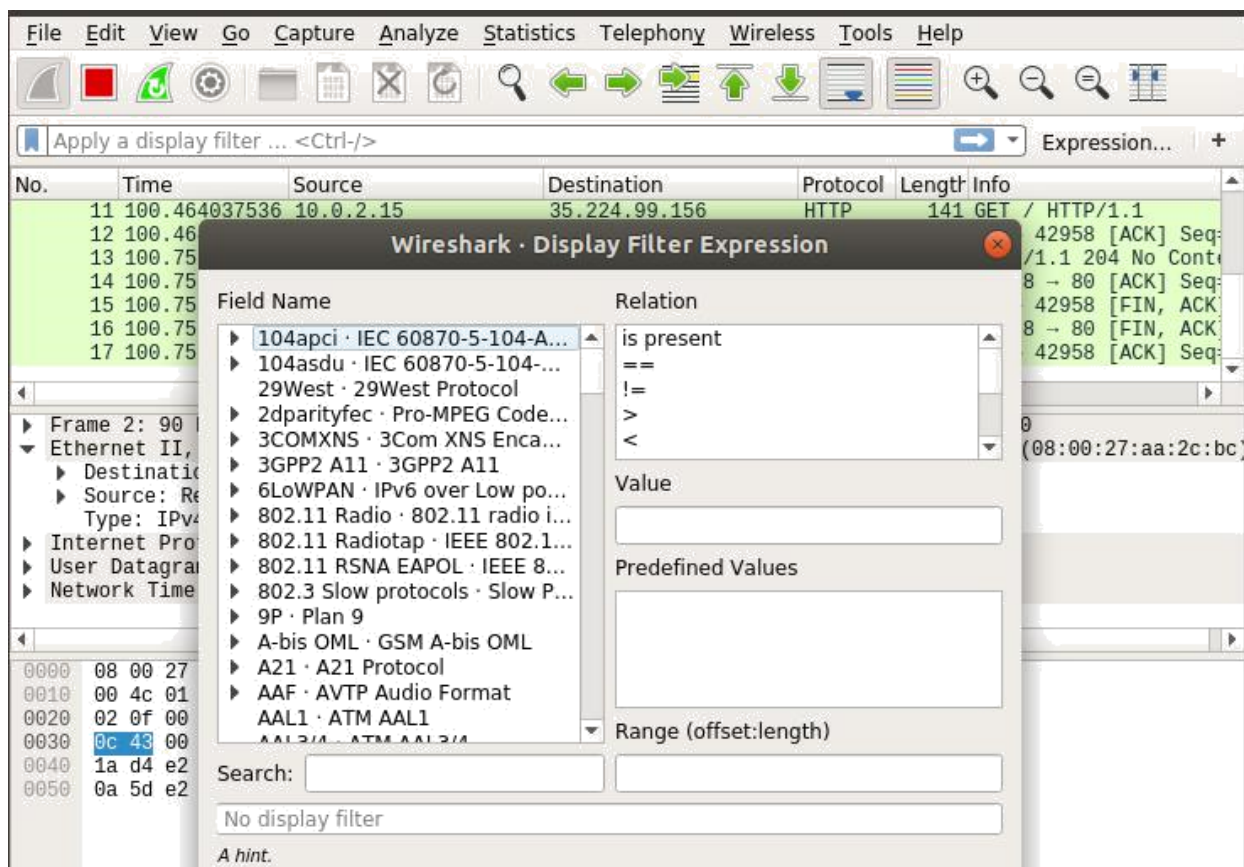 File Edit View Go Capture Analyze Statistics Telephony Wireless Tools Help
Apply a display filter ... <Ctrl-/> Expression... +
No. Time Source Destination Protocol Length Info
11 100.464037536 10.0.2.15 35.224.99.156 HTTP 141 GET / HTTP/1.1
12 100.46 42958 [ACK] Seq=
13 100.75 /1.1 204 No Conte
14 100.75 8 → 80 [ACK] Seq=
15 100.75 42958 [FIN, ACK]
16 100.75 8 → 80 [FIN, ACK]
17 100.75 42958 [ACK] Seq=
Wireshark · Display Filter Expression
Field Name
104apci · IEC 60870-5-104-A...
104asdu · IEC 60870-5-104-...
29West · 29West Protocol
2dparityfec · Pro-MPEG Code...
3COMXNS · 3Com XNS Enca...
3GPP2 A11 · 3GPP2 A11
6LoWPAN · IPv6 over Low po...
802.11 Radio · 802.11 radio i...
802.11 Radiotap · IEEE 802.1...
802.11 RSNA EAPOL · IEEE 8...
802.3 Slow protocols · Slow P...
9P · Plan 9
A-bis OML · GSM A-bis OML
A21 · A21 Protocol
AAF · AVTP Audio Format
AAL1 · ATM AAL1
AAL3/4 · ATM AAL3/4
Search:
Relation
is present
==
!=
>
<
Value
Predefined Values
Range (offset:length)
No display filter
A hint.
Frame 2: 90
Ethernet II, (08:00:27:aa:2c:bc)
Destinatio
Source: Re
Type: IPv4
Internet Pro
User Datagra
Network Time
0000 08 00 27
0010 00 4c 01
0020 02 0f 00
0030 0c 43 00
0040 1a d4 e2
0050 0a 5d e2